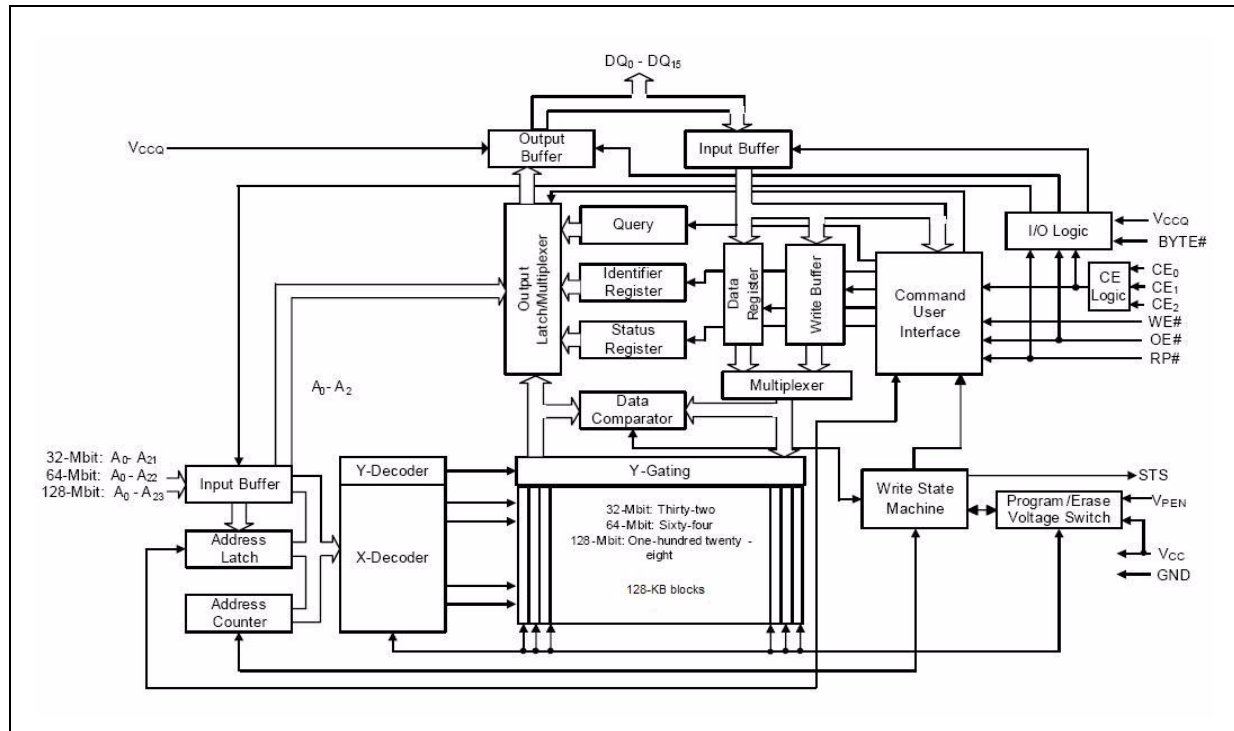 DQ0 - DQ15
VCCQ
Output
Buffer
Input Buffer
Output
Latch/Multiplexer
Query
Identifier
Register
Status
Register
Data
Register
Write Buffer
Command
User
Interface
I/O Logic
VCCQ
BYTE#
CE
Logic
CE0
CE1
CE2
WE#
OE#
RP#
Multiplexer
Data
Comparator
A0 - A2
32-Mbit: A0 - A21
64-Mbit: A0 - A22
128-Mbit: A0 - A23
Input Buffer
Address
Latch
Address
Counter
Y-Decoder
X-Decoder
Y-Gating
32-Mbit: Thirty-two
64-Mbit: Sixty-four
128-Mbit: One-hundred twenty -
eight
128-KB blocks
Write State
Machine
STS
Program /Erase
Voltage Switch
VPEN
VCC
GND